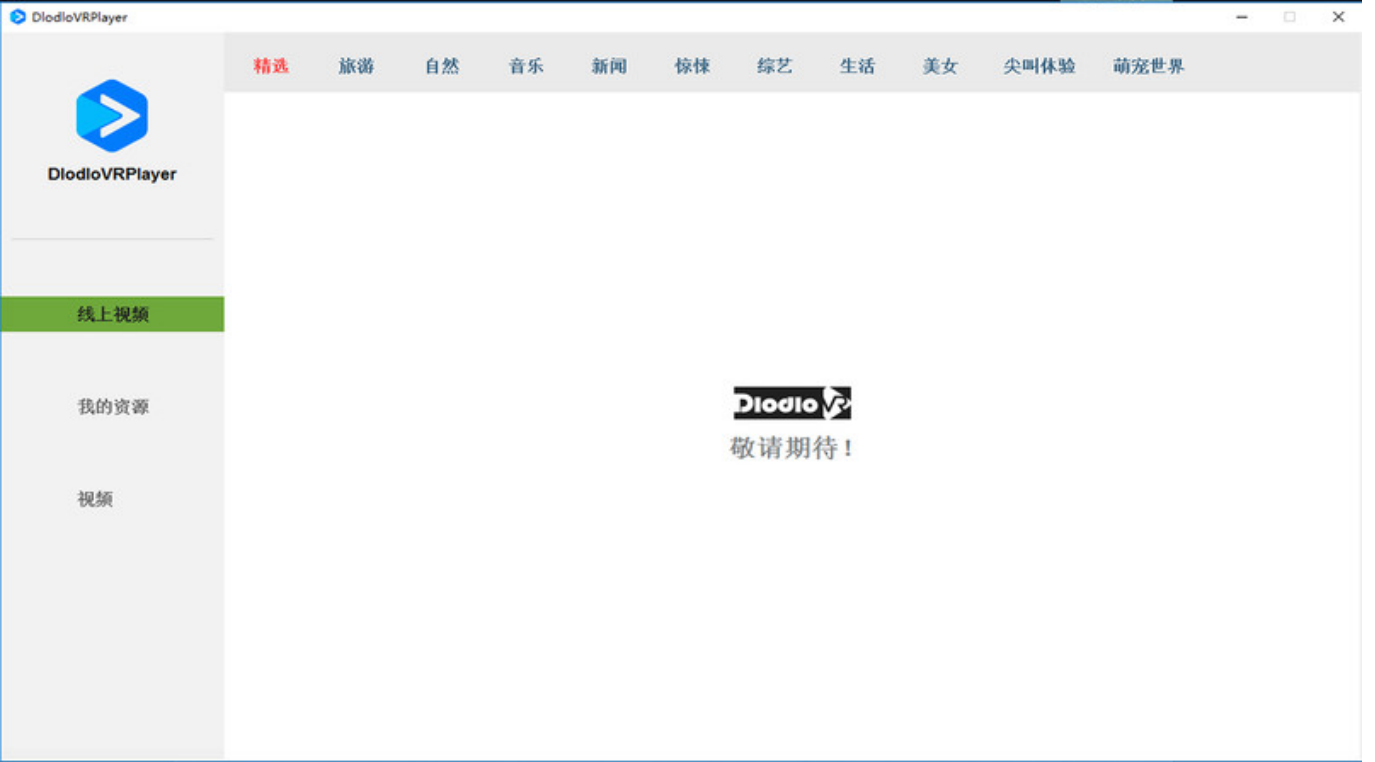 DlodloVRPlayer
精选 旅游 自然 音乐 新闻 惊悚 综艺 生活 美女 尖叫体验 萌宠世界
DlodloVRPlayer
线上视频
我的资源
视频
Dlodlo VR
敬请期待！